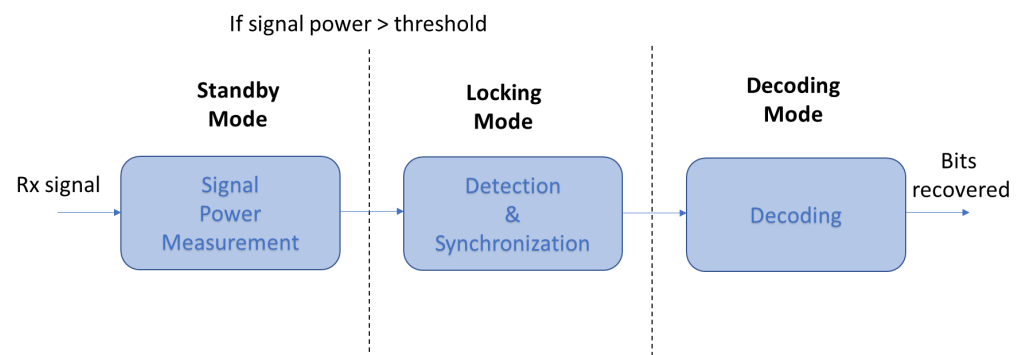 If signal power > threshold
Standby
Mode
Locking
Mode
Decoding
Mode
Rx signal
Signal
Power
Measurement
Detection
&
Synchronization
Decoding
Bits
recovered